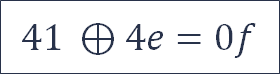 41 ⊕ 4e = 0f